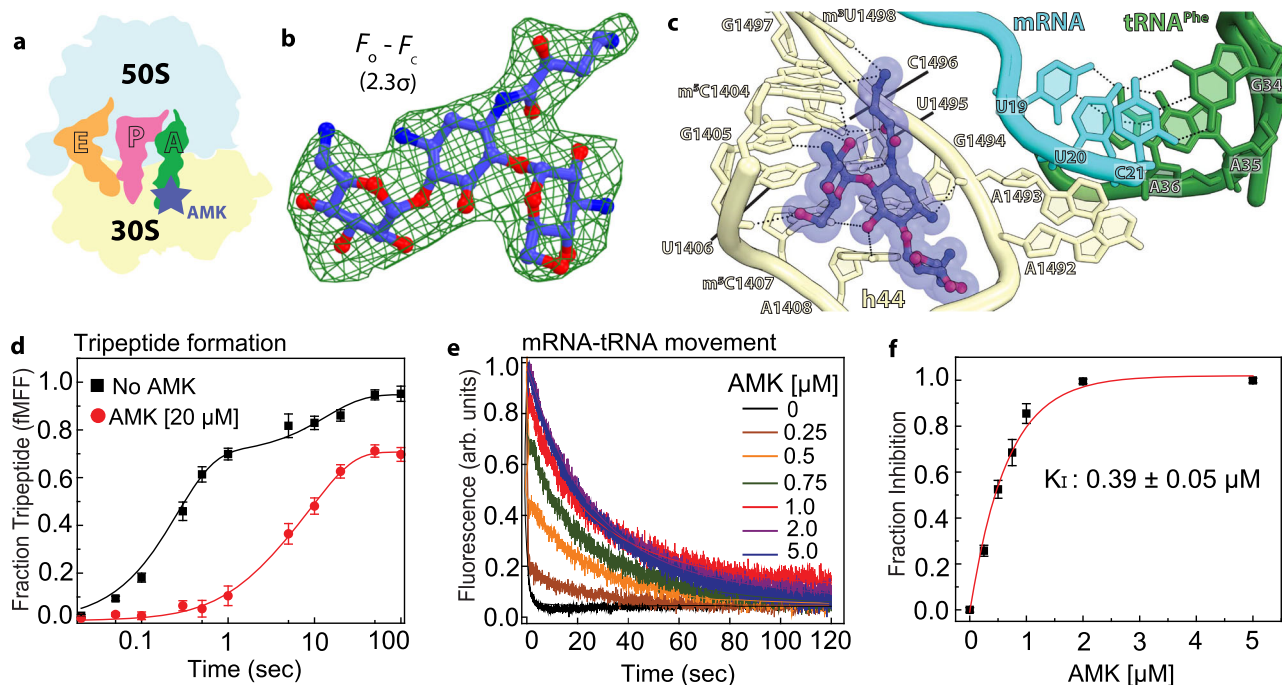 a
50S
E
P
A
AMK
30S
b
Fo - Fc
(2.3σ)
c
m³U1498
G1497
mRNA
tRNAPhe
C1496
m⁵C1404
U1495
G1405
G1494
U19
G34
U20
C21
A35
A1493
A36
U1406
A1492
m⁵C1407
A1408
h44
d
Tripeptide formation
No AMK
AMK [20 µM]
Fraction Tripeptide (fMFF)
1.0
0.8
0.6
0.4
0.2
0.0
0.1
1
10
100
Time (sec)
e
mRNA-tRNA movement
AMK [µM]
0
0.25
0.5
0.75
1.0
2.0
5.0
Fluorescence (arb. units)
1.0
0.8
0.6
0.4
0.2
0.0
0 20 40 60 80 100 120
Time (sec)
f
Fraction Inhibition
1.0
0.8
0.6
0.4
0.2
0.0
KI : 0.39 ± 0.05 µM
0 1 2 3 4 5
AMK [µM]